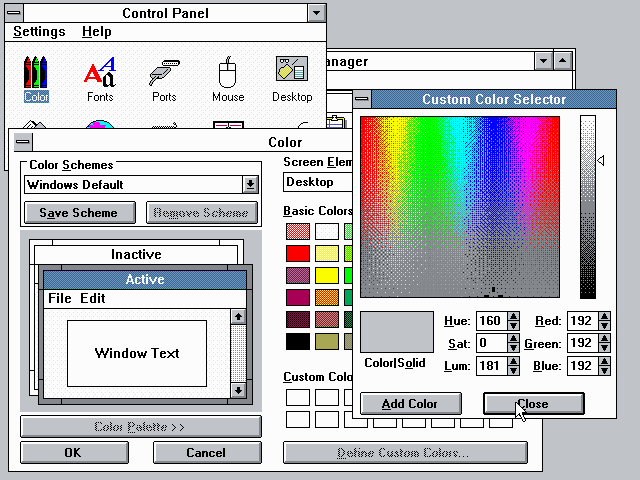 Control Panel
Settings Help
Color Fonts Ports Mouse Desktop
anager
Color
Color Schemes
Windows Default
Save Scheme Remove Scheme
Inactive
Active
File Edit
Window Text
Color Palette >>
OK Cancel
Screen Elem
Desktop
Basic Colors
Custom Colo
Define Custom Colors...
Custom Color Selector
Color|Solid
Hue: 160 Red: 192
Sat: 0 Green: 192
Lum: 181 Blue: 192
Add Color Close